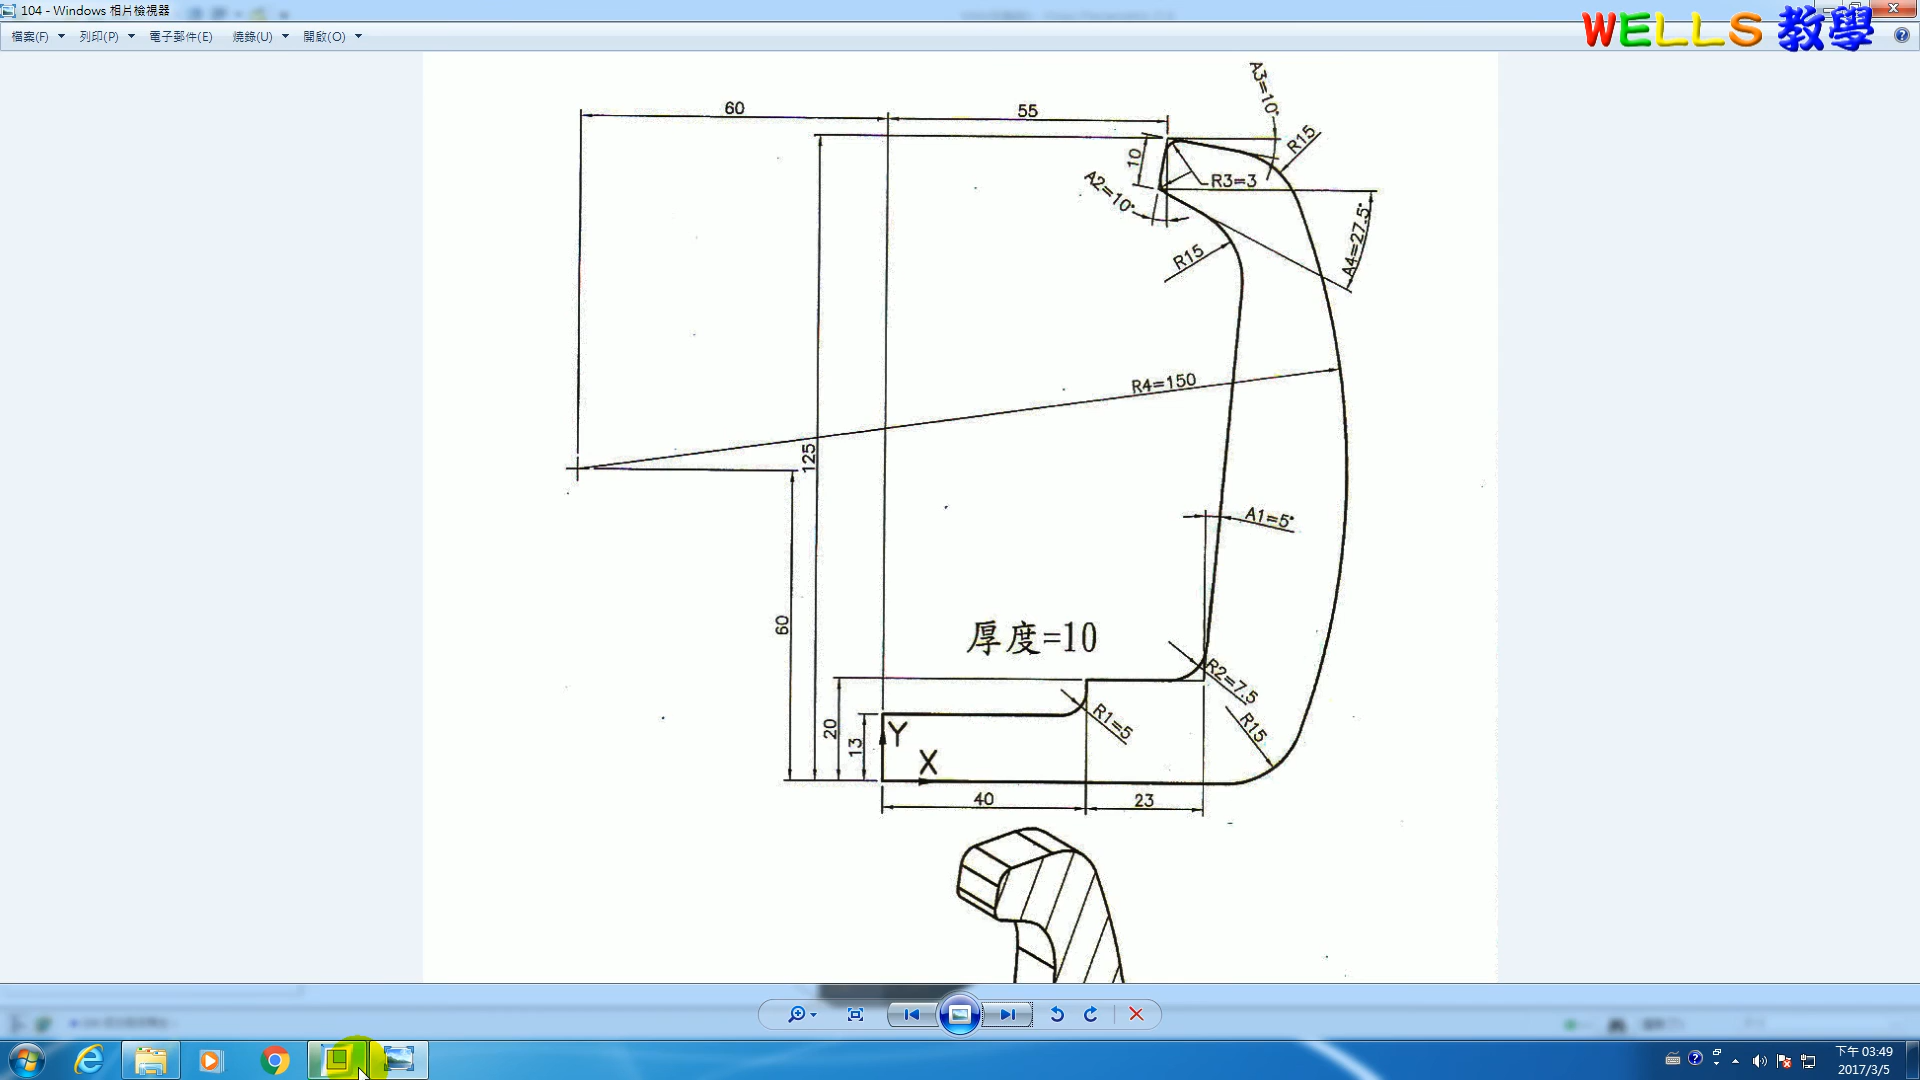 104 - Windows 相片檢視器
WELLS 教學
檔案(F) 列印(P) 電子郵件(E) 燒錄(U) 開啟(O)
60
55
A3=10°
R15
10
R3=3
A2=10°
A4=27.5°
R15
R4=150
125
A1=5°
60
厚度=10
R2=7.5
R1=5
R15
20
13
Y
X
40
23
下午 03:49
2017/3/5